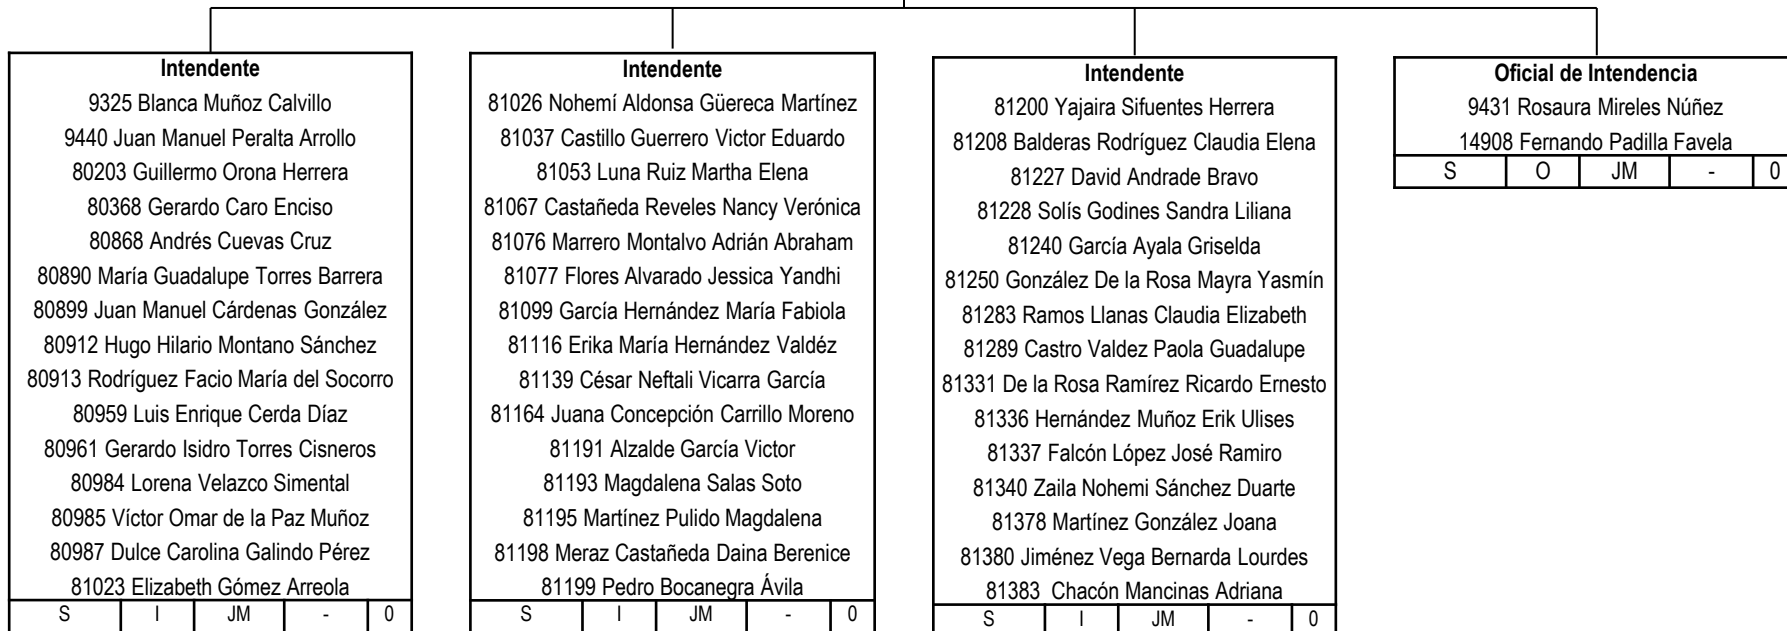 Intendente
9325 Blanca Muñoz Calvillo
9440 Juan Manuel Peralta Arrollo
80203 Guillermo Orona Herrera
80368 Gerardo Caro Enciso
80868 Andrés Cuevas Cruz
80890 María Guadalupe Torres Barrera
80899 Juan Manuel Cárdenas González
80912 Hugo Hilario Montano Sánchez
80913 Rodríguez Facio María del Socorro
80959 Luis Enrique Cerda Díaz
80961 Gerardo Isidro Torres Cisneros
80984 Lorena Velazco Simental
80985 Víctor Omar de la Paz Muñoz
80987 Dulce Carolina Galindo Pérez
81023 Elizabeth Gómez Arreola
S I JM - 0
Intendente
81026 Nohemí Aldonsa Güereca Martínez
81037 Castillo Guerrero Victor Eduardo
81053 Luna Ruiz Martha Elena
81067 Castañeda Reveles Nancy Verónica
81076 Marrero Montalvo Adrián Abraham
81077 Flores Alvarado Jessica Yandhi
81099 García Hernández María Fabiola
81116 Erika María Hernández Valdéz
81139 César Neftali Vicarra García
81164 Juana Concepción Carrillo Moreno
81191 Alzalde García Victor
81193 Magdalena Salas Soto
81195 Martínez Pulido Magdalena
81198 Meraz Castañeda Daina Berenice
81199 Pedro Bocanegra Ávila
S I JM - 0
Intendente
81200 Yajaira Sifuentes Herrera
81208 Balderas Rodríguez Claudia Elena
81227 David Andrade Bravo
81228 Solís Godines Sandra Liliana
81240 García Ayala Griselda
81250 González De la Rosa Mayra Yasmín
81283 Ramos Llanas Claudia Elizabeth
81289 Castro Valdez Paola Guadalupe
81331 De la Rosa Ramírez Ricardo Ernesto
81336 Hernández Muñoz Erik Ulises
81337 Falcón López José Ramiro
81340 Zaila Nohemi Sánchez Duarte
81378 Martínez González Joana
81380 Jiménez Vega Bernarda Lourdes
81383 Chacón Mancinas Adriana
S I JM - 0
Oficial de Intendencia
9431 Rosaura Mireles Núñez
14908 Fernando Padilla Favela
S O JM - 0